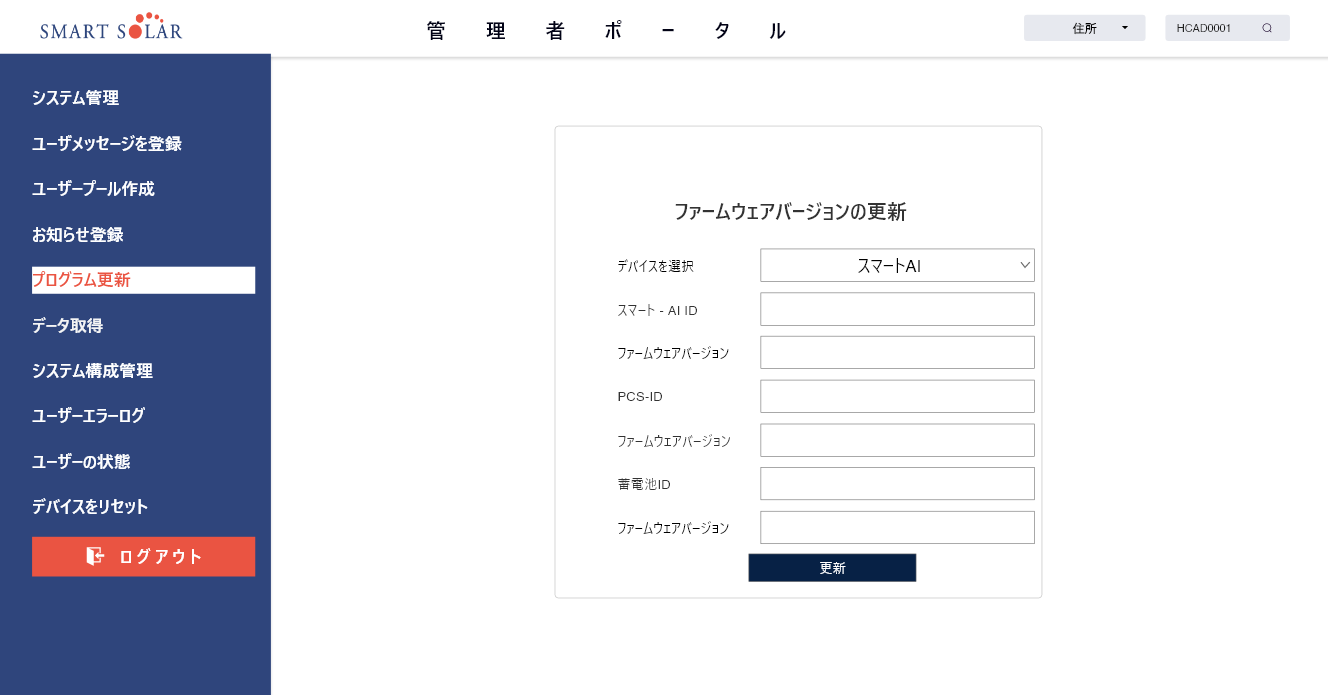 SMART SOLAR
管理者ポータル
住所
HCAD0001
システム管理
ユーザメッセージを登録
ユーザープール作成
お知らせ登録
プログラム更新
データ取得
システム構成管理
ユーザーエラーログ
ユーザーの状態
デバイスをリセット
ログアウト
ファームウェアバージョンの更新
デバイスを選択 スマートAI
スマート - AI ID
ファームウェアバージョン
PCS-ID
ファームウェアバージョン
蓄電池ID
ファームウェアバージョン
更新